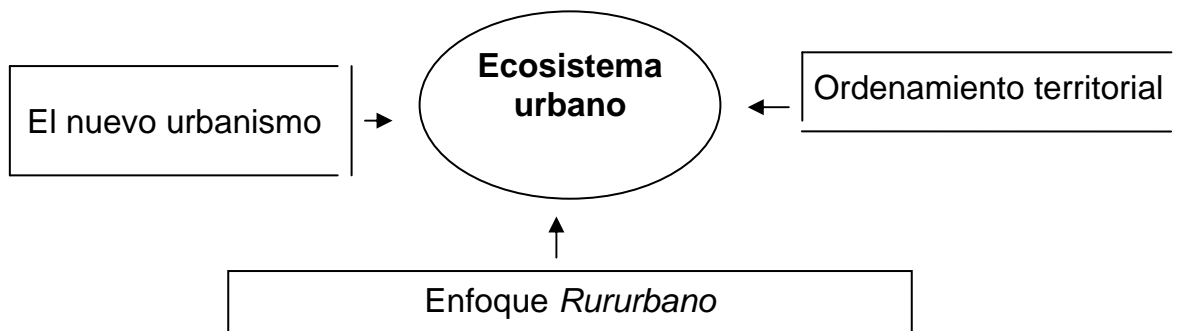 Ecosistema
urbano
El nuevo urbanismo
Ordenamiento territorial
Enfoque Rururbano